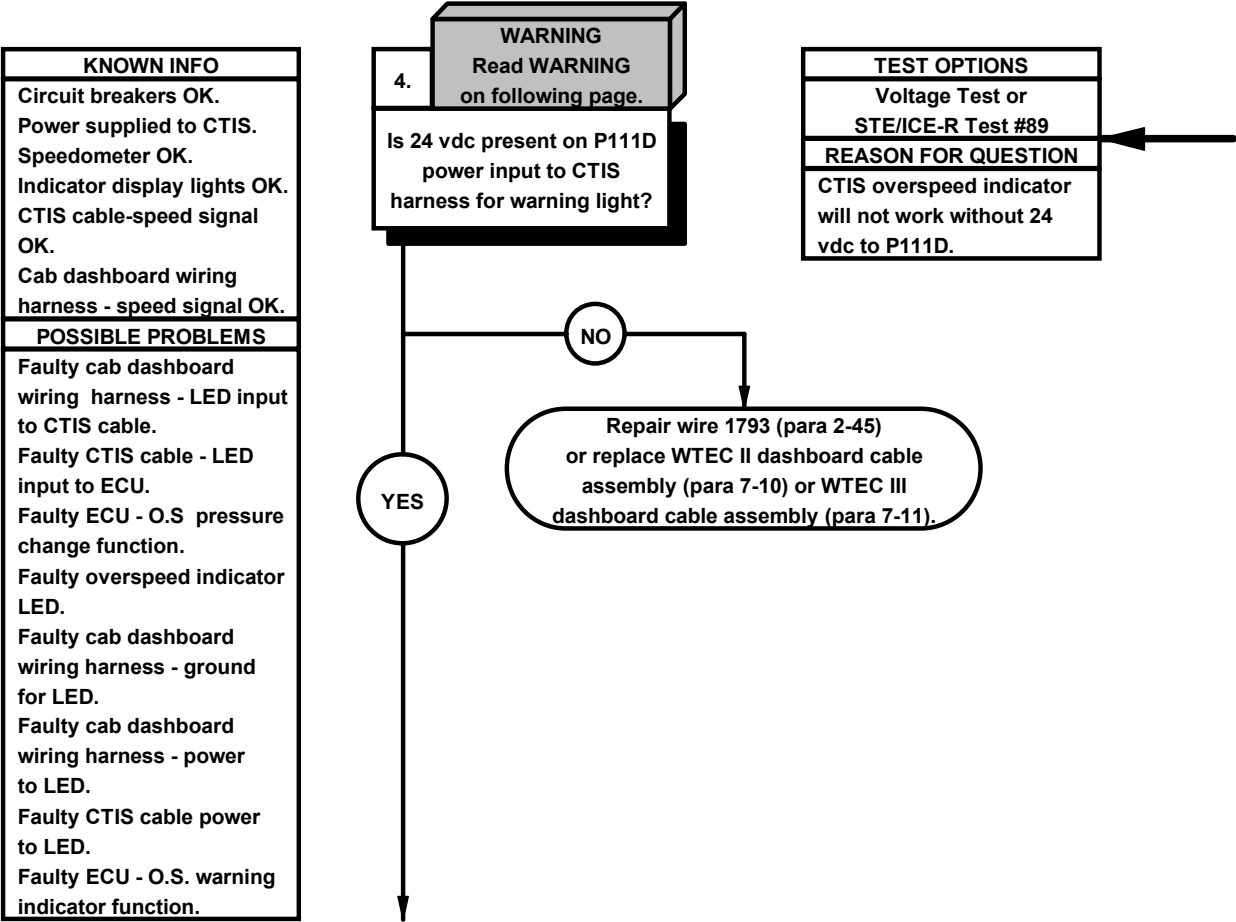 KNOWN INFO
Circuit breakers OK.
Power supplied to CTIS.
Speedometer OK.
Indicator display lights OK.
CTIS cable-speed signal
OK.
Cab dashboard wiring
harness - speed signal OK.
POSSIBLE PROBLEMS
Faulty cab dashboard
wiring harness - LED input
to CTIS cable.
Faulty CTIS cable - LED
input to ECU.
Faulty ECU - O.S pressure
change function.
Faulty overspeed indicator
LED.
Faulty cab dashboard
wiring harness - ground
for LED.
Faulty cab dashboard
wiring harness - power
to LED.
Faulty CTIS cable power
to LED.
Faulty ECU - O.S. warning
indicator function.
4.
WARNING
Read WARNING
on following page.
Is 24 vdc present on P111D
power input to CTIS
harness for warning light?
NO
YES
Repair wire 1793 (para 2-45)
or replace WTEC II dashboard cable
assembly (para 7-10) or WTEC III
dashboard cable assembly (para 7-11).
TEST OPTIONS
Voltage Test or
STE/ICE-R Test #89
REASON FOR QUESTION
CTIS overspeed indicator
will not work without 24
vdc to P111D.